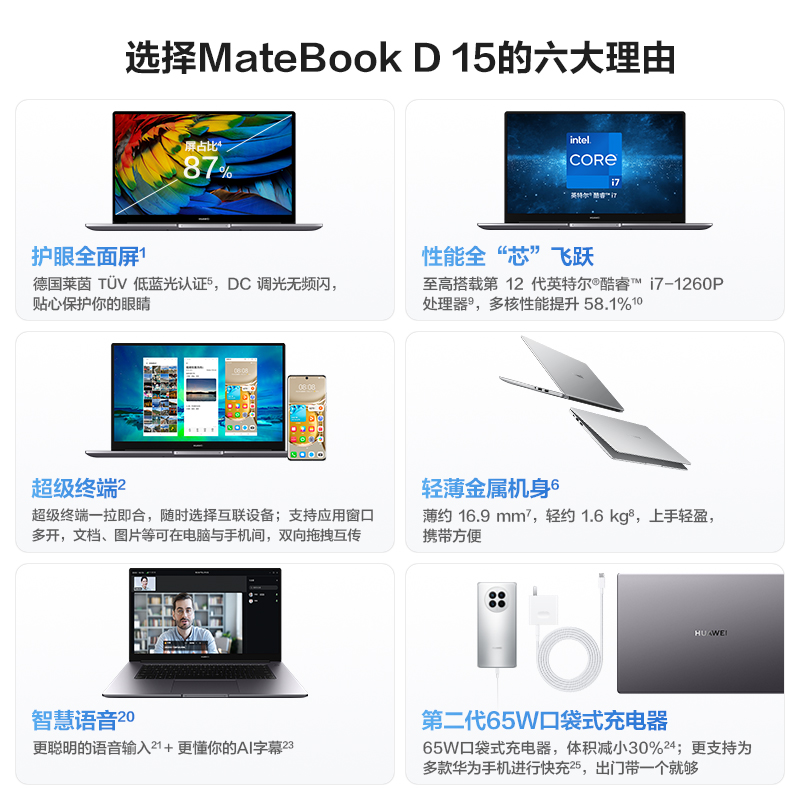 选择MateBook D 15的六大理由
屏占比4
87%
护眼全面屏1
德国莱茵 TÜV 低蓝光认证5，DC 调光无频闪，
贴心保护你的眼睛
intel.
CORE
i7
英特尔®酷睿™ i7
性能全“芯”飞跃
至高搭载第 12 代英特尔®酷睿™ i7-1260P
处理器9，多核性能提升 58.1%10
08:08
08:08
超级终端2
超级终端一拉即合，随时选择互联设备；支持应用窗口
多开，文档、图片等可在电脑与手机间，双向拖拽互传
轻薄金属机身6
薄约 16.9 mm7，轻约 1.6 kg8，上手轻盈，
携带方便
智慧语音20
更聪明的语音输入21+ 更懂你的AI字幕23
HUAWEI
第二代65W口袋式充电器
65W口袋式充电器，体积减小30%24；更支持为
多款华为手机进行快充25，出门带一个就够